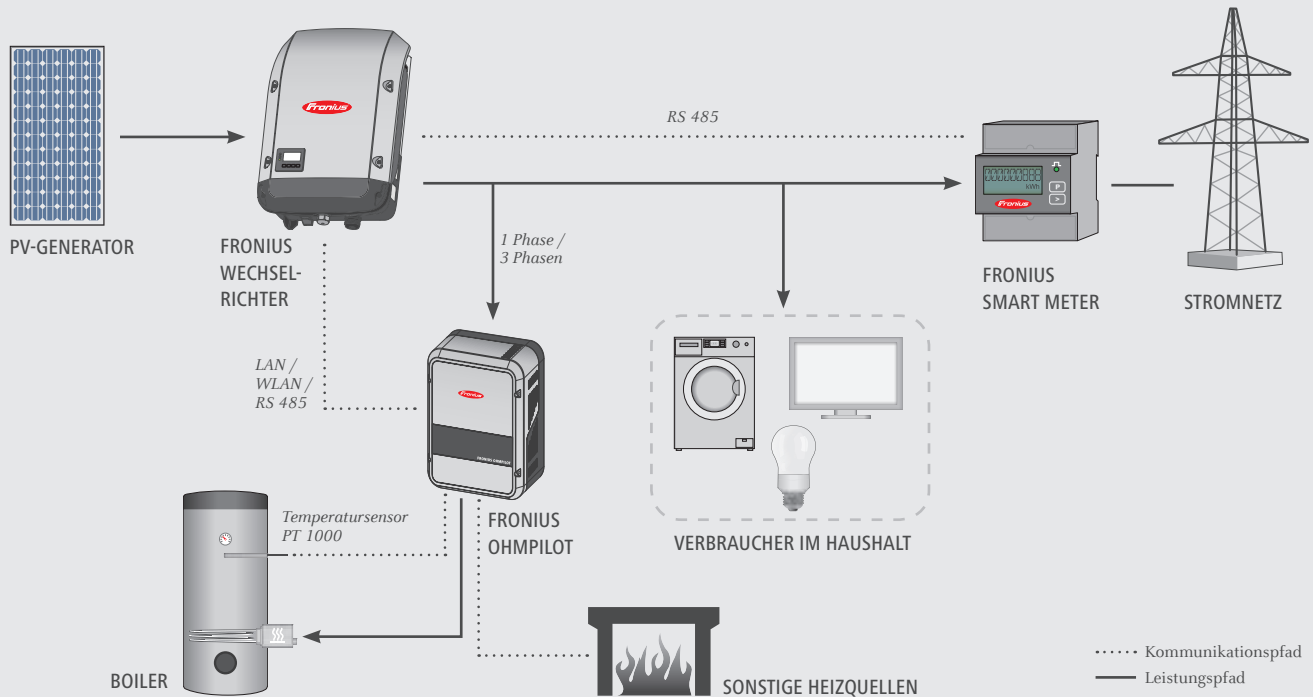 Fronius
RS 485
kWh
P
>
Fronius
PV-GENERATOR
FRONIUS
WECHSEL-
RICHTER
1 Phase /
3 Phasen
FRONIUS
SMART METER
STROMNETZ
LAN /
WLAN /
RS 485
Fronius
FRONIUS OHMPILOT
Temperatursensor
PT 1000
FRONIUS
OHMPILOT
VERBRAUCHER IM HAUSHALT
BOILER
SONSTIGE HEIZQUELLEN
Kommunikationspfad
Leistungspfad